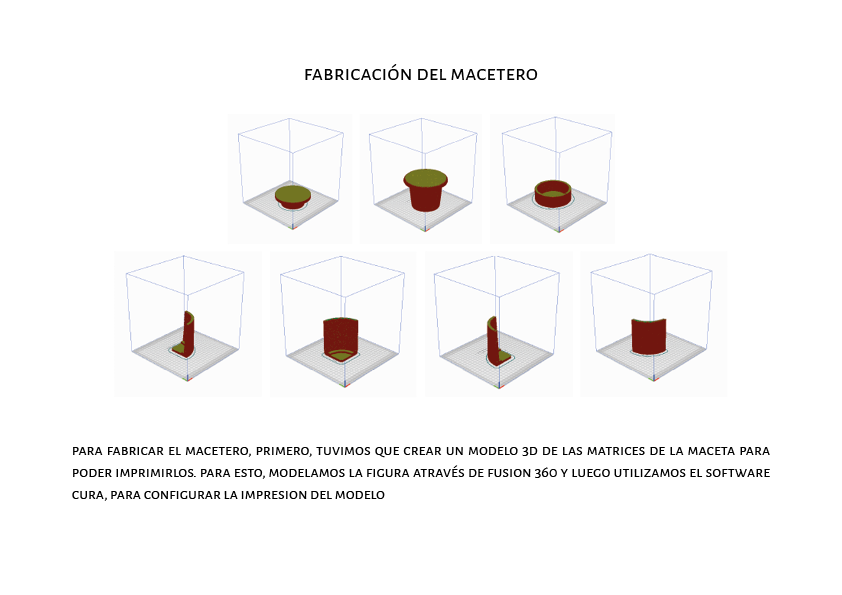 FABRICACIÓN DEL MACETERO
PARA FABRICAR EL MACETERO, PRIMERO, TUVIMOS QUE CREAR UN MODELO 3D DE LAS MATRICES DE LA MACETA PARA
PODER IMPRIMIRLOS. PARA ESTO, MODELAMOS LA FIGURA ATRAVÉS DE FUSION 360 Y LUEGO UTILIZAMOS EL SOFTWARE
CURA, PARA CONFIGURAR LA IMPRESION DEL MODELO